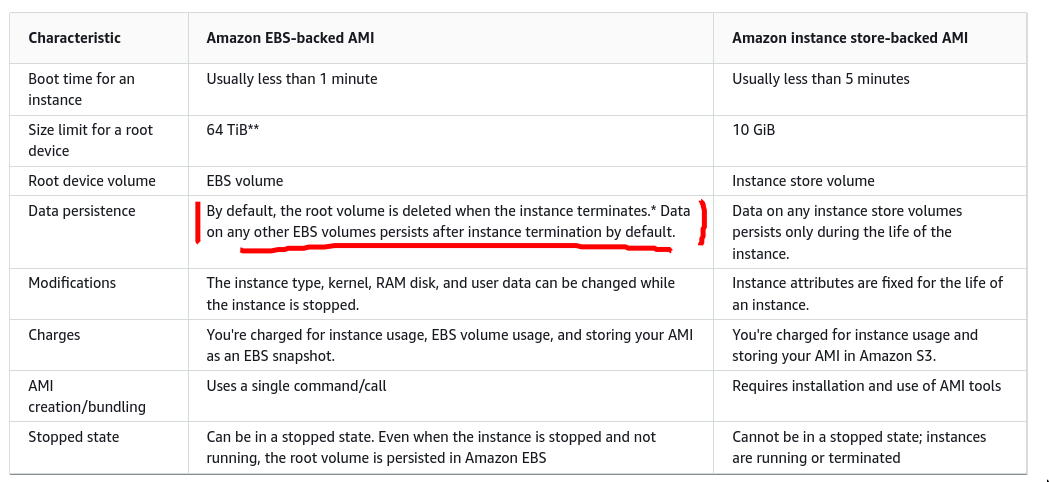 Characteristic Amazon EBS-backed AMI Amazon instance store-backed AMI
Boot time for an Usually less than 1 minute Usually less than 5 minutes
instance
Size limit for a root 64 TiB** 10 GiB
device
Root device volume EBS volume Instance store volume
Data persistence By default, the root volume is deleted when the instance terminates.* Data Data on any instance store volumes
on any other EBS volumes persists after instance termination by default. persists only during the life of the
instance.
Modifications The instance type, kernel, RAM disk, and user data can be changed while Instance attributes are fixed for the life of
the instance is stopped. an instance.
Charges You're charged for instance usage, EBS volume usage, and storing your AMI You're charged for instance usage and
as an EBS snapshot. storing your AMI in Amazon S3.
AMI Uses a single command/call Requires installation and use of AMI tools
creation/bundling
Stopped state Can be in a stopped state. Even when the instance is stopped and not Cannot be in a stopped state; instances
running, the root volume is persisted in Amazon EBS are running or terminated